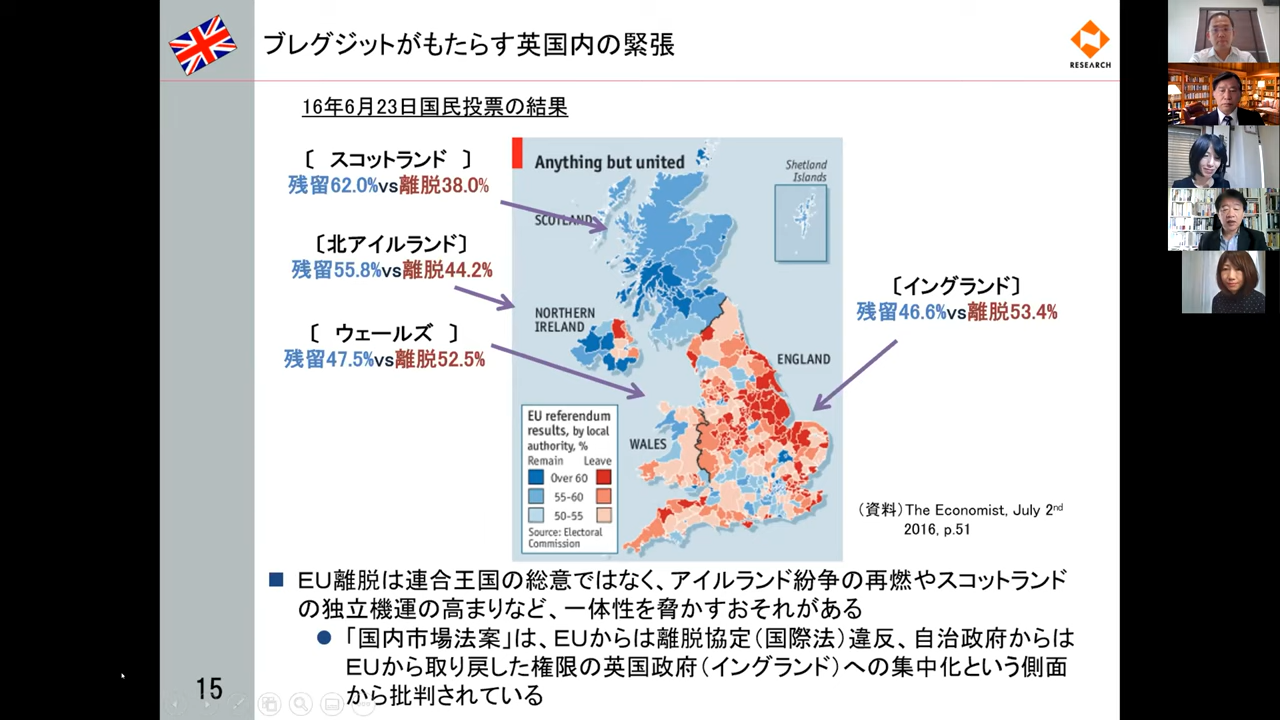 ブレグジットがもたらす英国内の緊張
RESEARCH
16年6月23日国民投票の結果
〔 スコットランド 〕
残留62.0%vs離脱38.0%
〔北アイルランド〕
残留55.8%vs離脱44.2%
〔 ウェールズ 〕
残留47.5%vs離脱52.5%
〔イングランド〕
残留46.6%vs離脱53.4%
Anything but united
Shetland
Islands
SCOTLAND
NORTHERN
IRELAND
ENGLAND
WALES
EU referendum
results, by local
authority, %
Remain Leave
Over 60
55-60
50-55
Source: Electoral
Commission
（資料）The Economist, July 2nd
2016, p.51
■ ＥＵ離脱は連合王国の総意ではなく、アイルランド紛争の再燃やスコットランド
の独立機運の高まりなど、一体性を脅かすおそれがある
● 「国内市場法案」は、ＥＵからは離脱協定（国際法）違反、自治政府からは
ＥＵから取り戻した権限の英国政府（イングランド）への集中化という側面
から批判されている
15